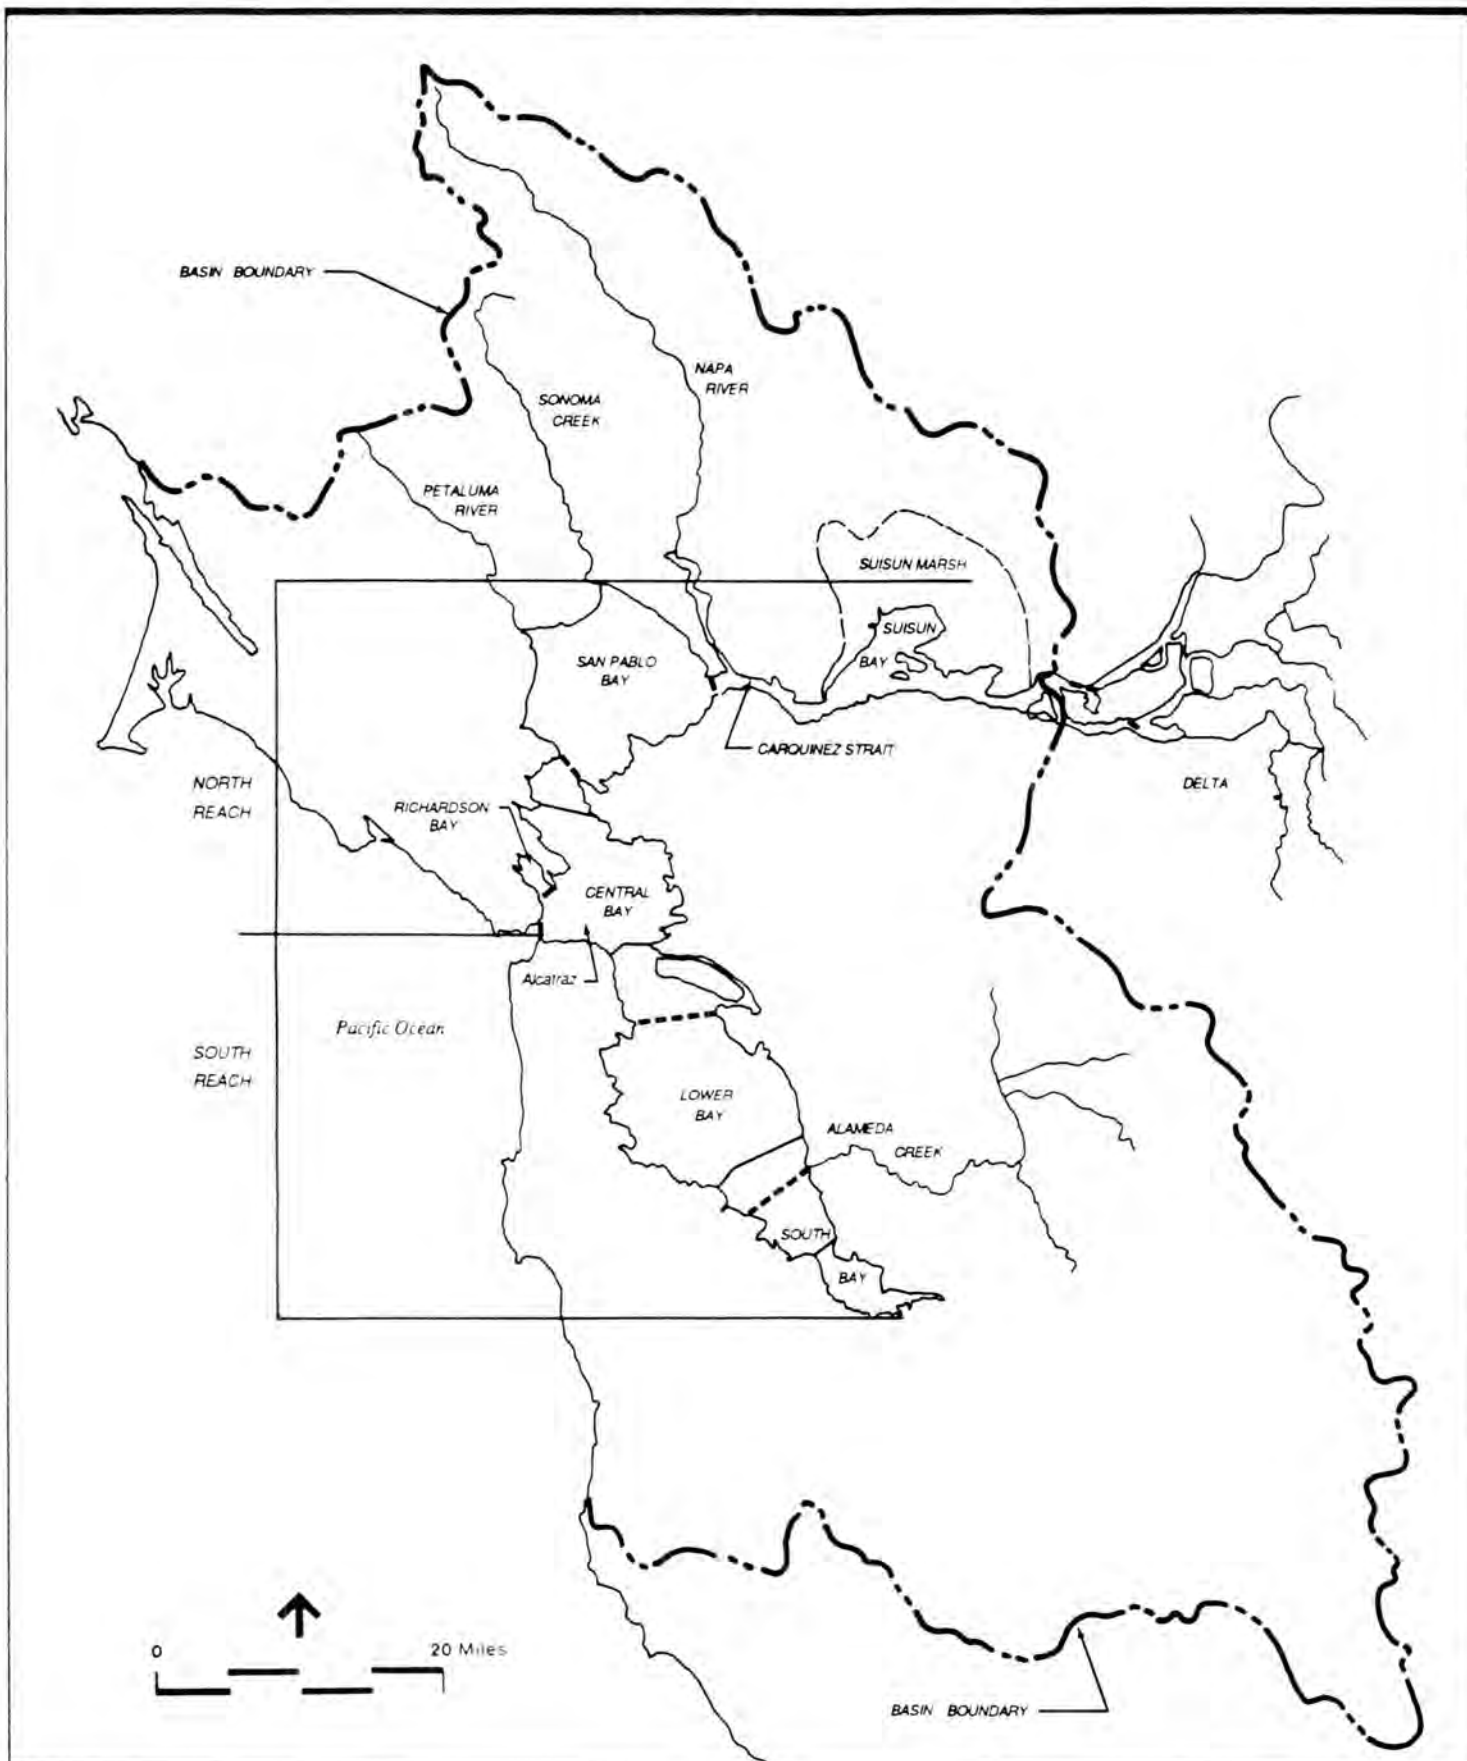 BASIN BOUNDARY
NAPA
RIVER
SONOMA
CREEK
PETALUMA
RIVER
SUISUN MARSH
SUISUN
BAY
SAN PABLO
BAY
CARQUINEZ STRAIT
NORTH
REACH
DELTA
RICHARDSON
BAY
CENTRAL
BAY
Alcatraz
Pacific Ocean
SOUTH
REACH
LOWER
BAY
ALAMEDA
CREEK
SOUTH
BAY
0 20 Miles
BASIN BOUNDARY